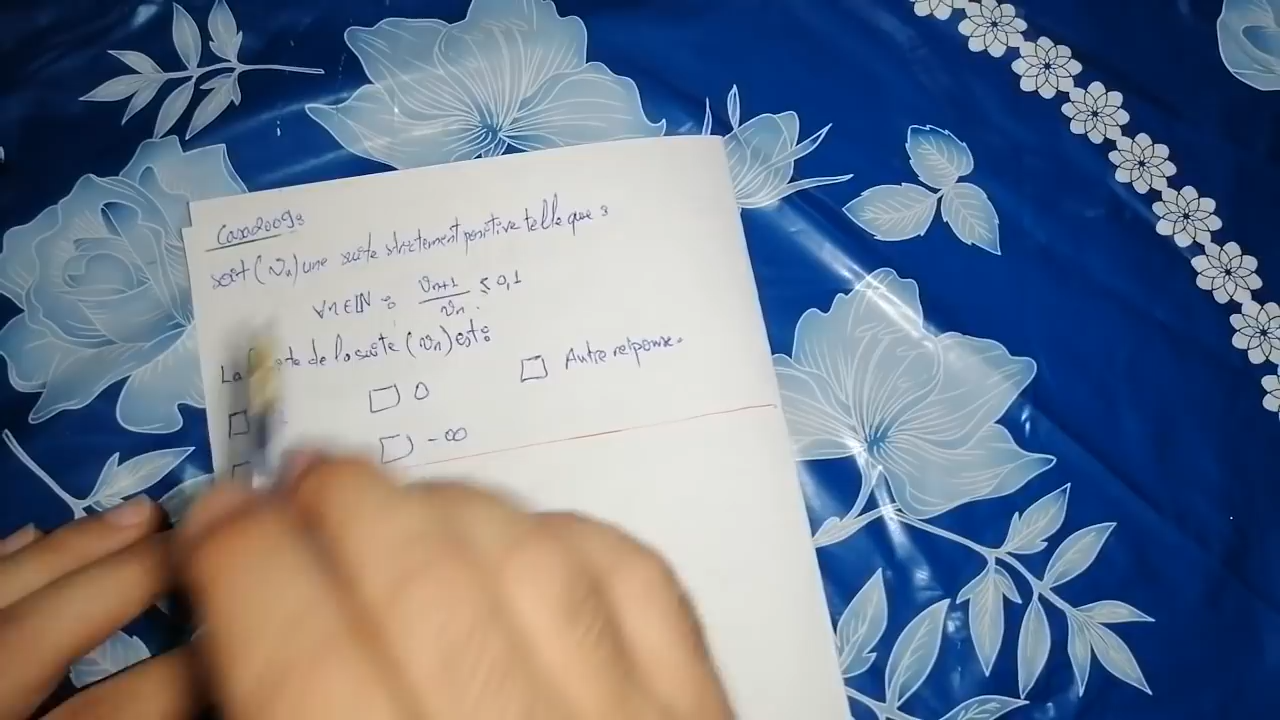 Casa2009:
soit (vₙ) une suite strictement positive telle que :
∀n∈ℕ : vₙ₊₁/vₙ ≤ 0,1
La de la suite (vₙ) est :
□ 0 □ Autre reponse.
□ -∞